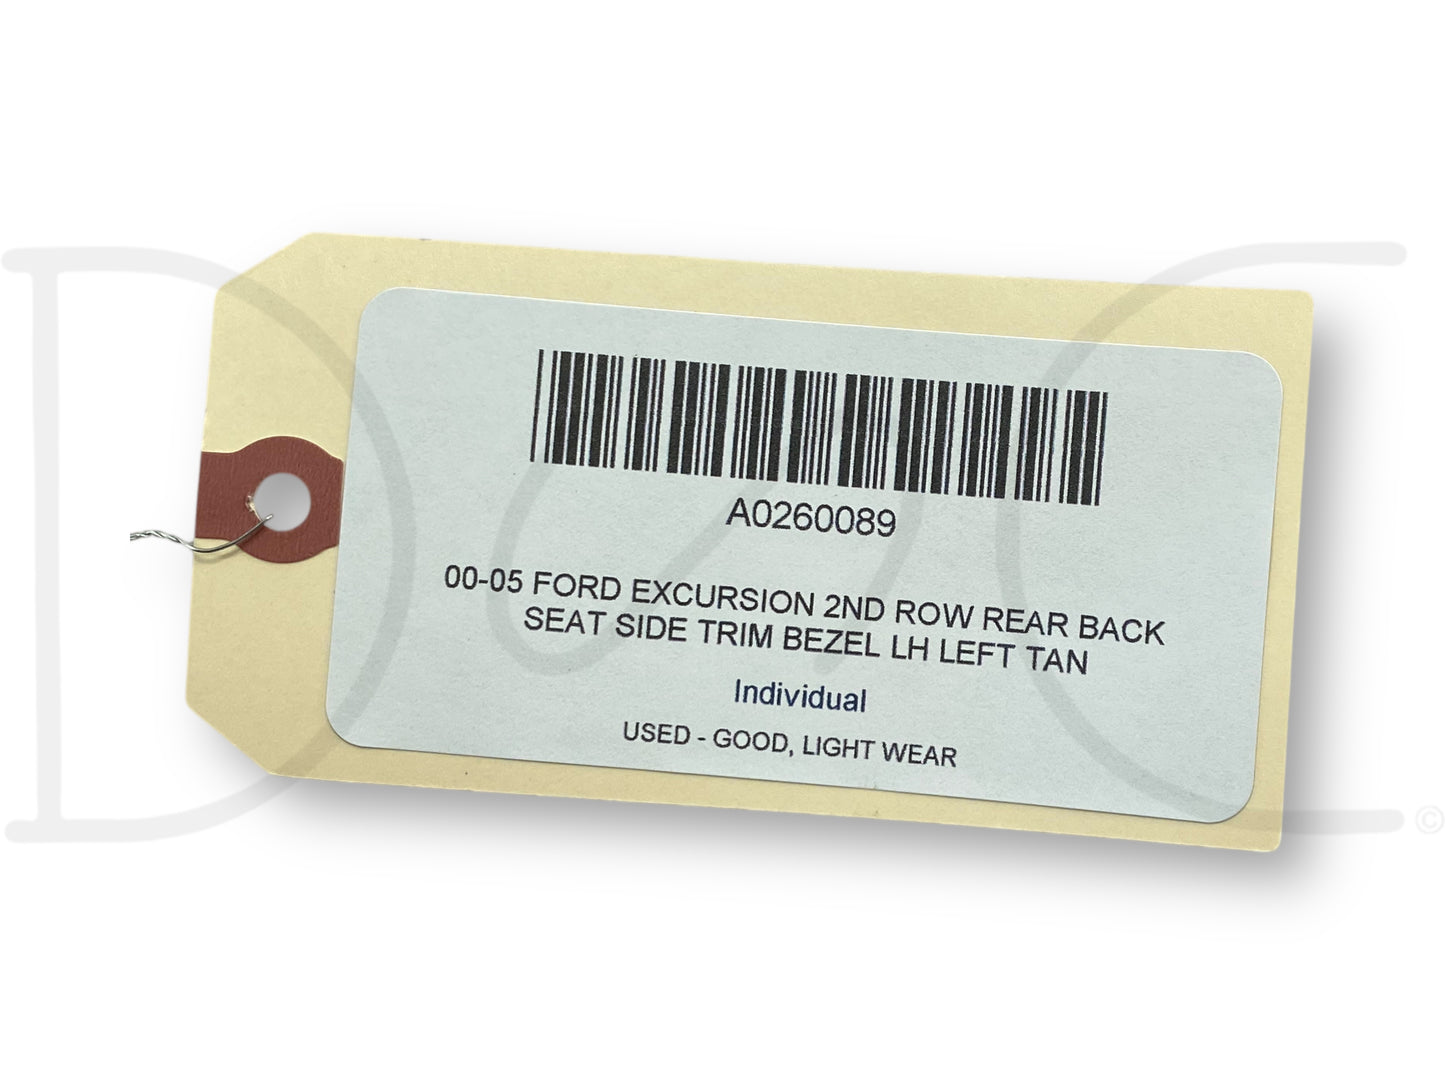 A0260089
00-05 FORD EXCURSION 2ND ROW REAR BACK
SEAT SIDE TRIM BEZEL LH LEFT TAN
Individual
USED - GOOD, LIGHT WEAR
D C
©